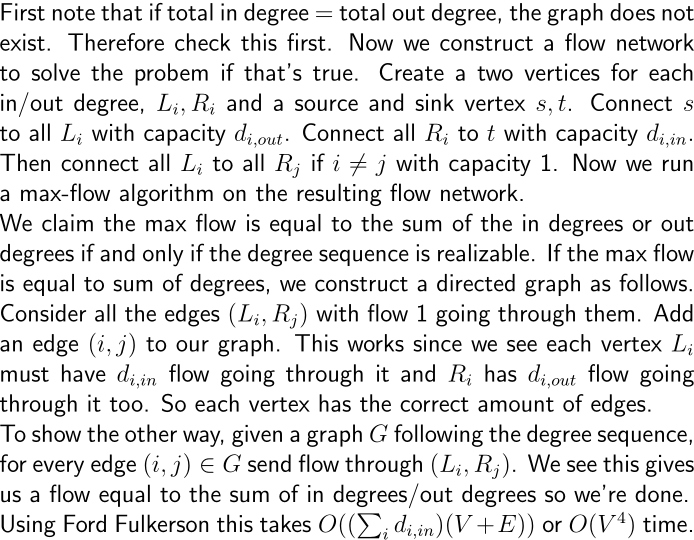 First note that if total in degree = total out degree, the graph does not
exist. Therefore check this first. Now we construct a flow network
to solve the probem if that's true. Create a two vertices for each
in/out degree, $L_i, R_i$ and a source and sink vertex $s, t$. Connect $s$
to all $L_i$ with capacity $d_{i,out}$. Connect all $R_i$ to $t$ with capacity $d_{i,in}$.
Then connect all $L_i$ to all $R_j$ if $i \neq j$ with capacity 1. Now we run
a max-flow algorithm on the resulting flow network.
We claim the max flow is equal to the sum of the in degrees or out
degrees if and only if the degree sequence is realizable. If the max flow
is equal to sum of degrees, we construct a directed graph as follows.
Consider all the edges $(L_i, R_j)$ with flow 1 going through them. Add
an edge $(i, j)$ to our graph. This works since we see each vertex $L_i$
must have $d_{i,in}$ flow going through it and $R_i$ has $d_{i,out}$ flow going
through it too. So each vertex has the correct amount of edges.
To show the other way, given a graph $G$ following the degree sequence,
for every edge $(i, j) \in G$ send flow through $(L_i, R_j)$. We see this gives
us a flow equal to the sum of in degrees/out degrees so we're done.
Using Ford Fulkerson this takes $O((\sum_i d_{i,in})(V+E))$ or $O(V^4)$ time.